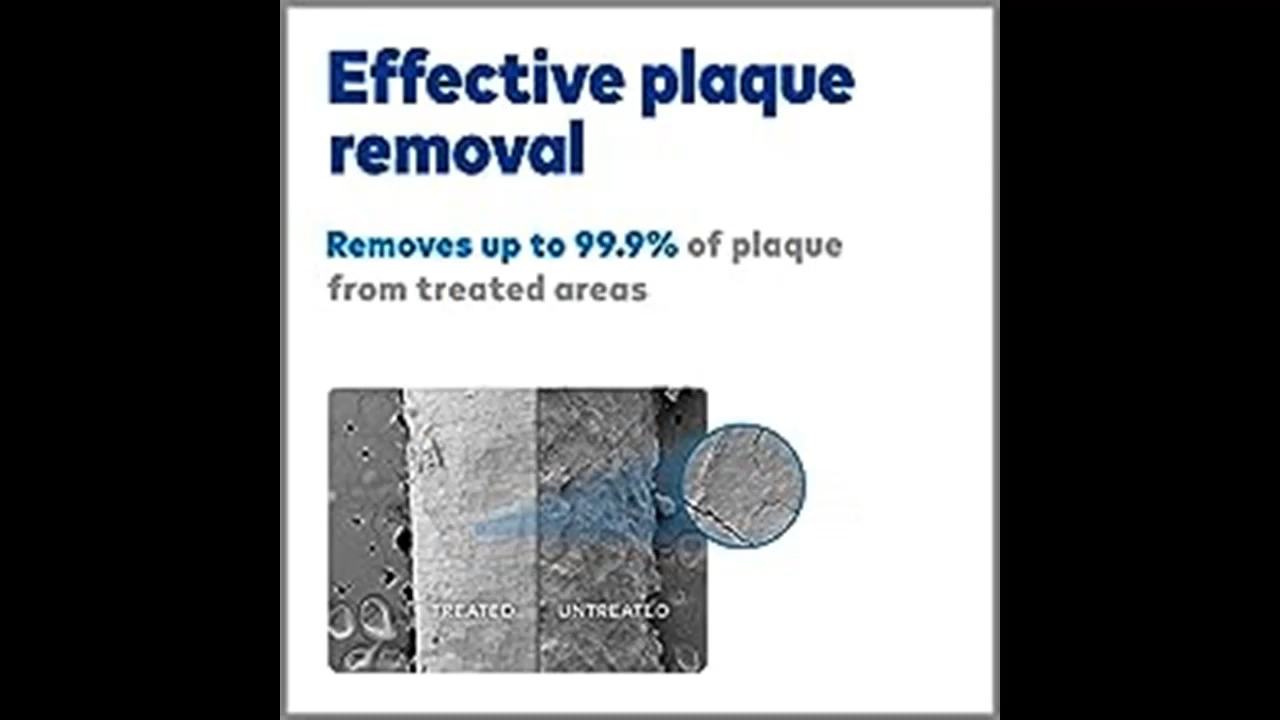 Effective plaque
removal
Removes up to 99.9% of plaque
from treated areas
TREATED UNTREATED